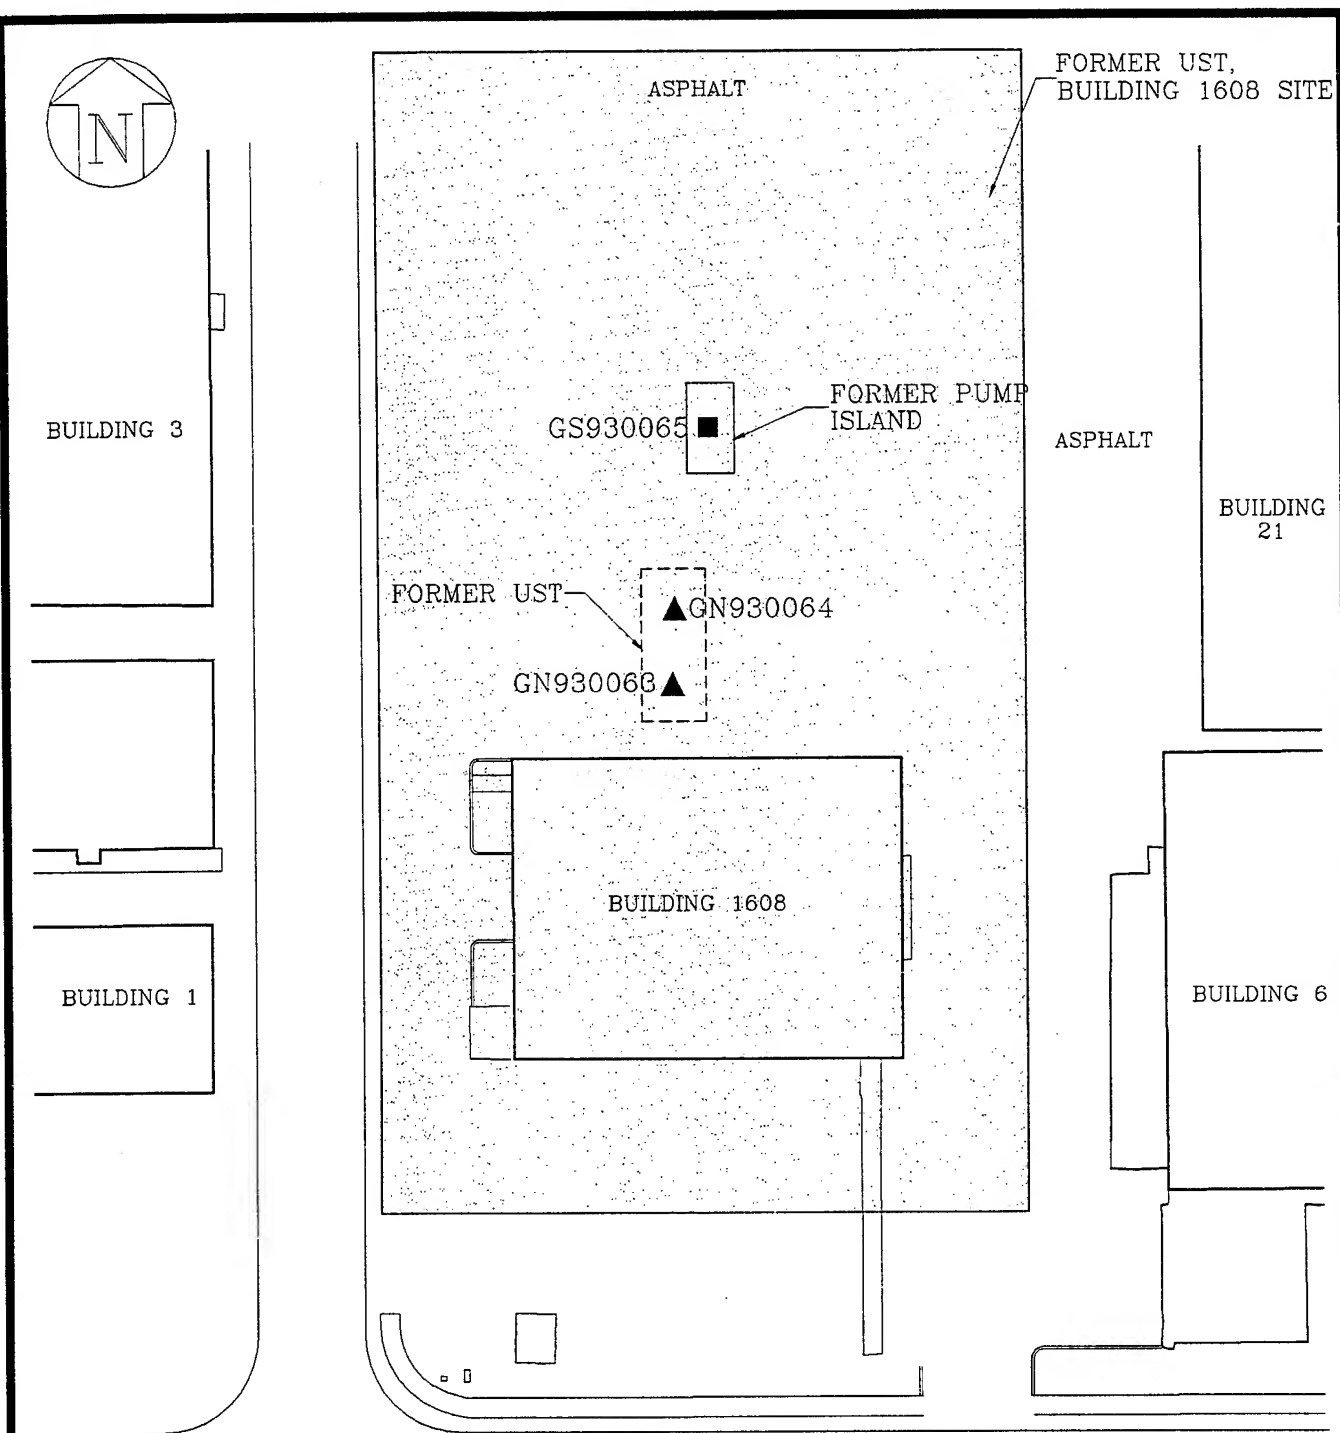 N
ASPHALT
FORMER UST,
BUILDING 1608 SITE
BUILDING 3
GS930065
FORMER PUMP
ISLAND
ASPHALT
BUILDING
21
FORMER UST
GN930064
GN930063
BUILDING 1608
BUILDING 1
BUILDING 6